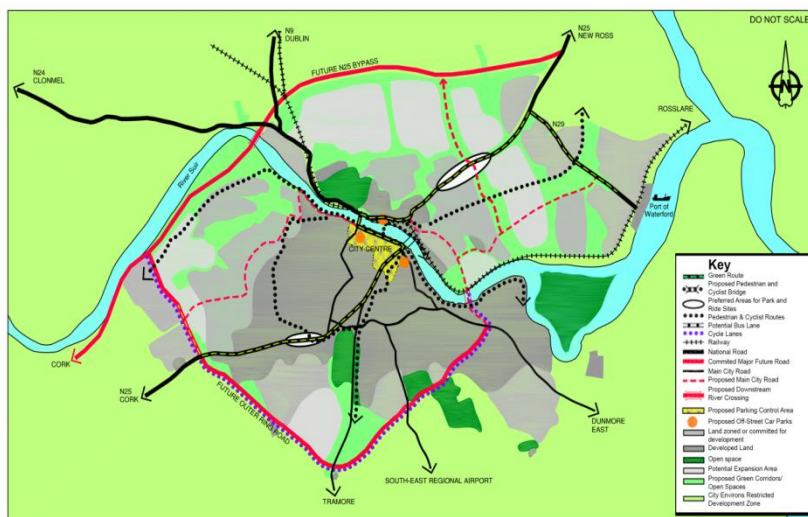 DO NOT SCALE
N9
DUBLIN
N25
NEW ROSS
N24
CLONMEL
FUTURE N25 BYPASS
N
ROSSLARE
N29
River Suir
Port of
Waterford
CITY CENTRE
CORK
N25
CORK
FUTURE OUTER RING ROAD
DUNMORE
EAST
SOUTH-EAST REGIONAL AIRPORT
TRAMORE
Key
Green Route
Proposed Pedestrian and
Cyclist Bridge
Preferred Areas for Park and
Ride Sites
Pedestrian & Cyclist Routes
Potential Bus Lane
Cycle Lanes
Railway
National Road
Commited Major Future Road
Main City Road
Proposed Main City Road
Proposed Downstream
River Crossing
Proposed Parking Control Area
Proposed Off-Street Car Parks
Land zoned or committed for
development
Developed Land
Open space
Potential Expansion Area
Proposed Green Corridors/
Open Spaces
City Environs Restricted
Development Zone